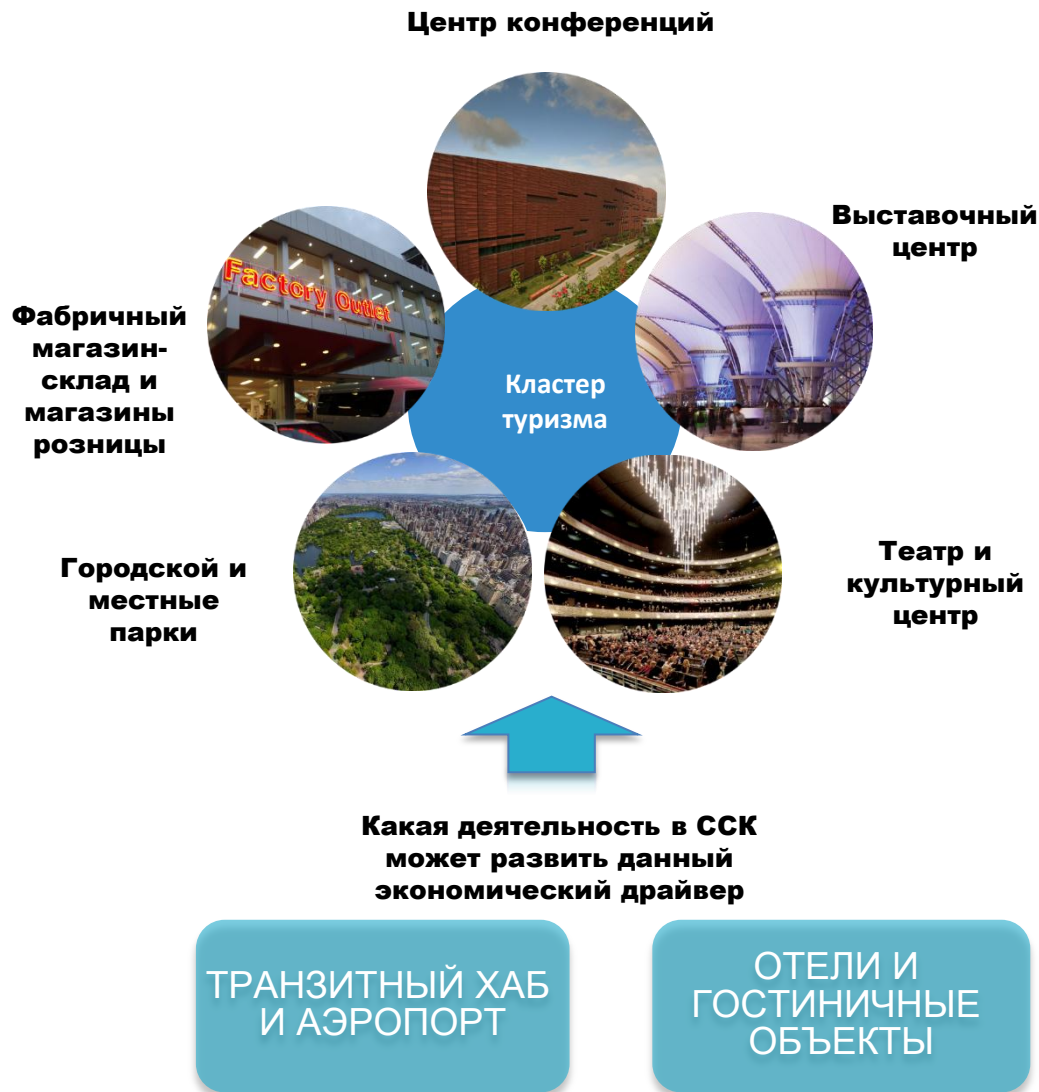 Центр конференций
Выставочный
центр
Factory Outlet
Фабричный
магазин-
склад и
магазины
розницы
Кластер
туризма
Городской и
местные
парки
Театр и
культурный
центр
Какая деятельность в ССК
может развить данный
экономический драйвер
ТРАНЗИТНЫЙ ХАБ
И АЭРОПОРТ
ОТЕЛИ И
ГОСТИНИЧНЫЕ
ОБЪЕКТЫ